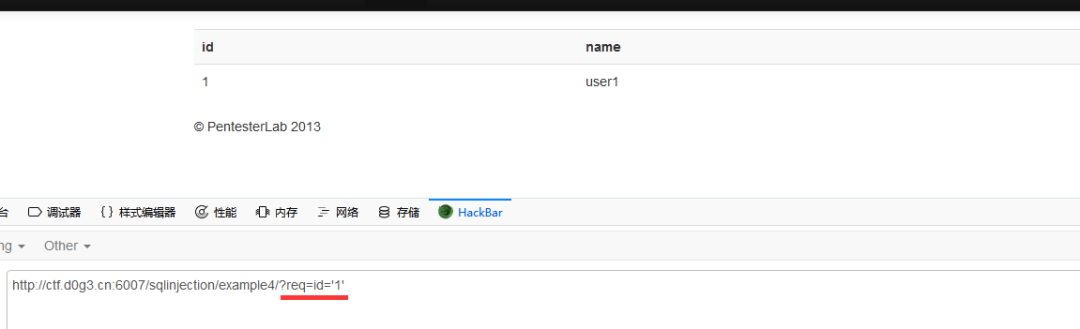 id name
1 user1
© PentesterLab 2013
台 调试器 {} 样式编辑器 性能 内存 网络 存储 HackBar
ng Other
http://ctf.d0g3.cn:6007/sqlinjection/example4/?req=id='1'